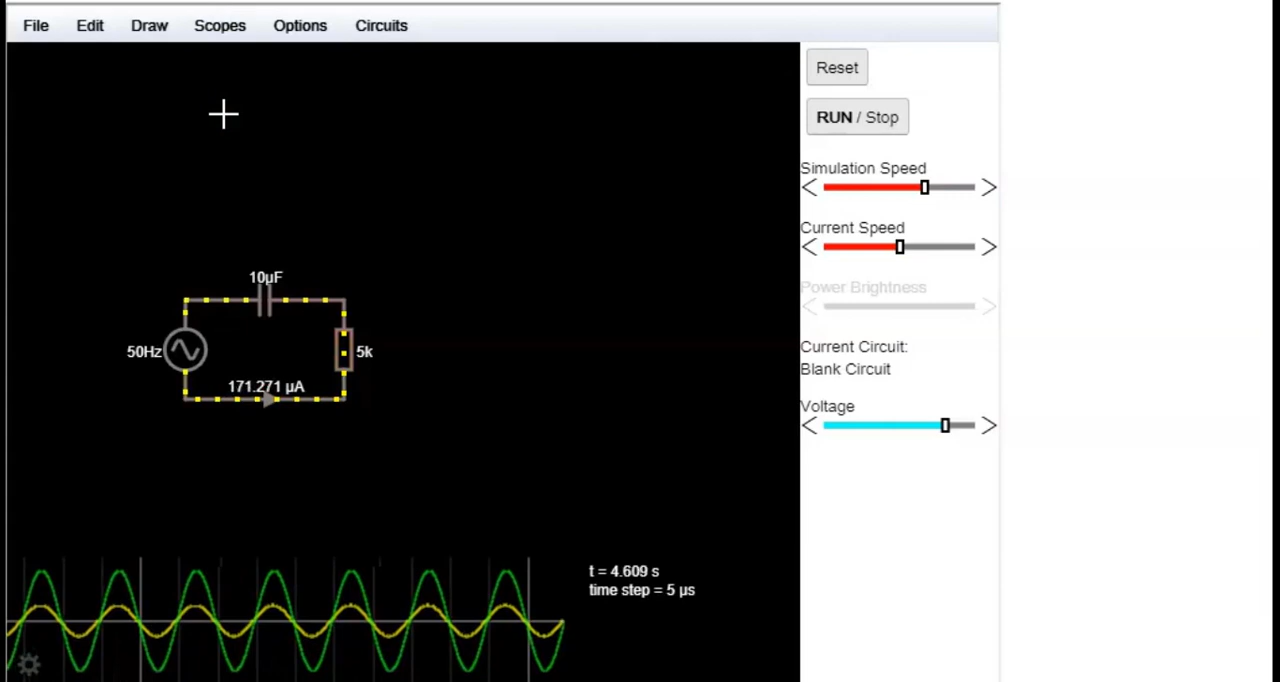 File Edit Draw Scopes Options Circuits
Reset
RUN / Stop
Simulation Speed
Current Speed
Power Brightness
Current Circuit:
Blank Circuit
Voltage
10µF
50Hz
5k
171.271 µA
t = 4.609 s
time step = 5 µs